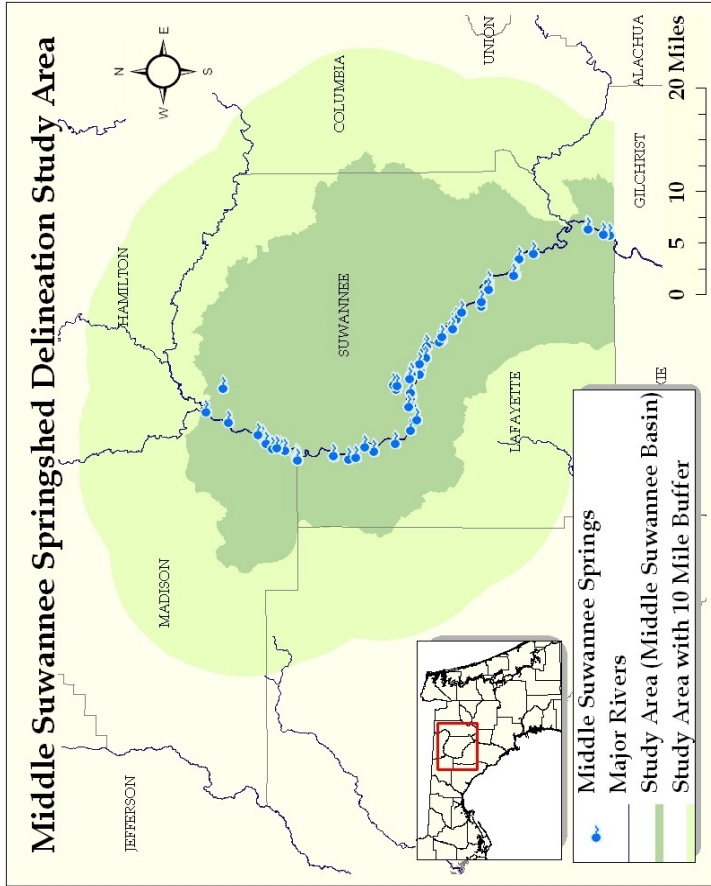 Middle Suwannee Springshed Delineation Study Area
N
W E
S
JEFFERSON
MADISON
HAMILTON
COLUMBIA
UNION
SUWANNEE
LAFAYETTE
GILCHRIST
ALACHUA
XIE
0 5 10 20 Miles
Middle Suwannee Springs
Major Rivers
Study Area (Middle Suwannee Basin)
Study Area with 10 Mile Buffer